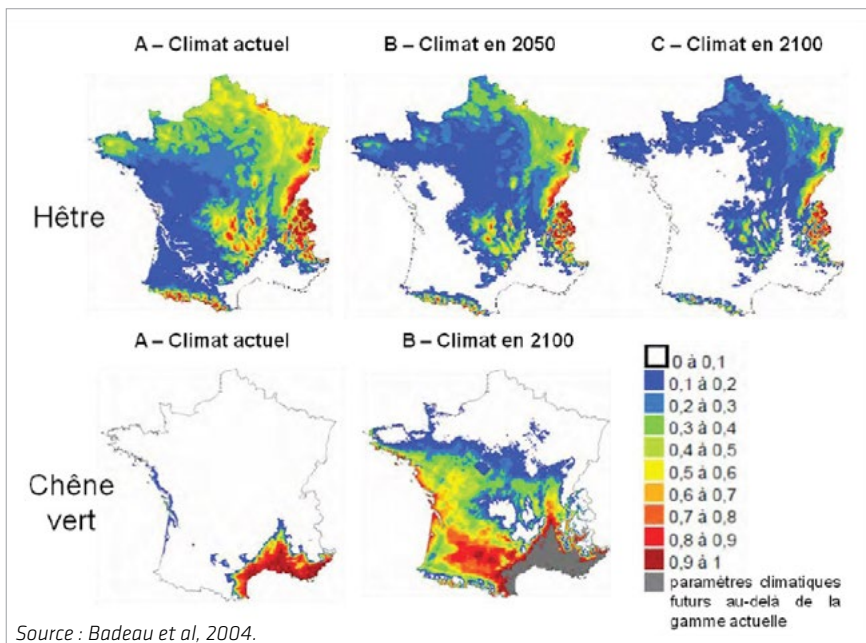 A – Climat actuel
B – Climat en 2050
C – Climat en 2100
Hêtre
A – Climat actuel
B – Climat en 2100
Chêne
vert
0 à 0,1
0,1 à 0,2
0,2 à 0,3
0,3 à 0,4
0,4 à 0,5
0,5 à 0,6
0,6 à 0,7
0,7 à 0,8
0,8 à 0,9
0,9 à 1
paramètres climatiques
futurs au-delà de la
gamme actuelle
Source : Badeau et al, 2004.